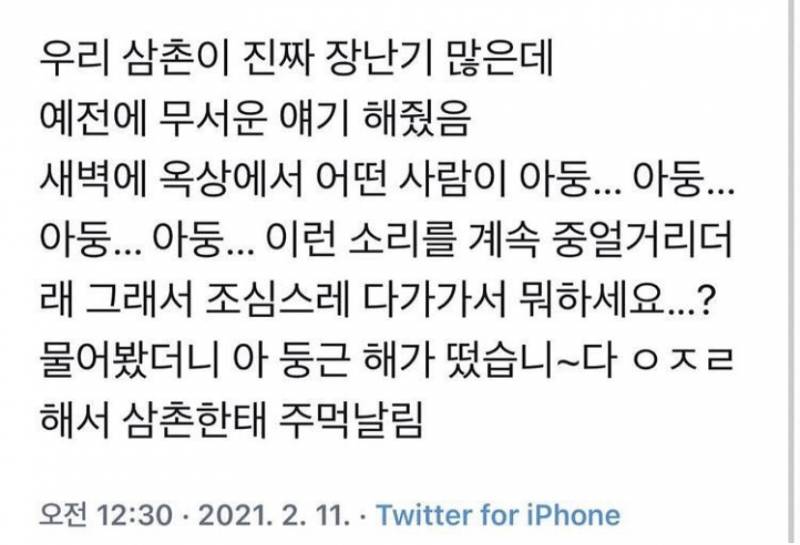 우리 삼촌이 진짜 장난기 많은데
예전에 무서운 얘기 해줬음
새벽에 옥상에서 어떤 사람이 아둥... 아둥...
아둥... 아둥... 이런 소리를 계속 중얼거리더
래 그래서 조심스레 다가가서 뭐하세요...?
물어봤더니 아 둥근 해가 떴습니~다 ㅇㅈㄹ
해서 삼촌한태 주먹날림
오전 12:30 · 2021. 2. 11. · Twitter for iPhone